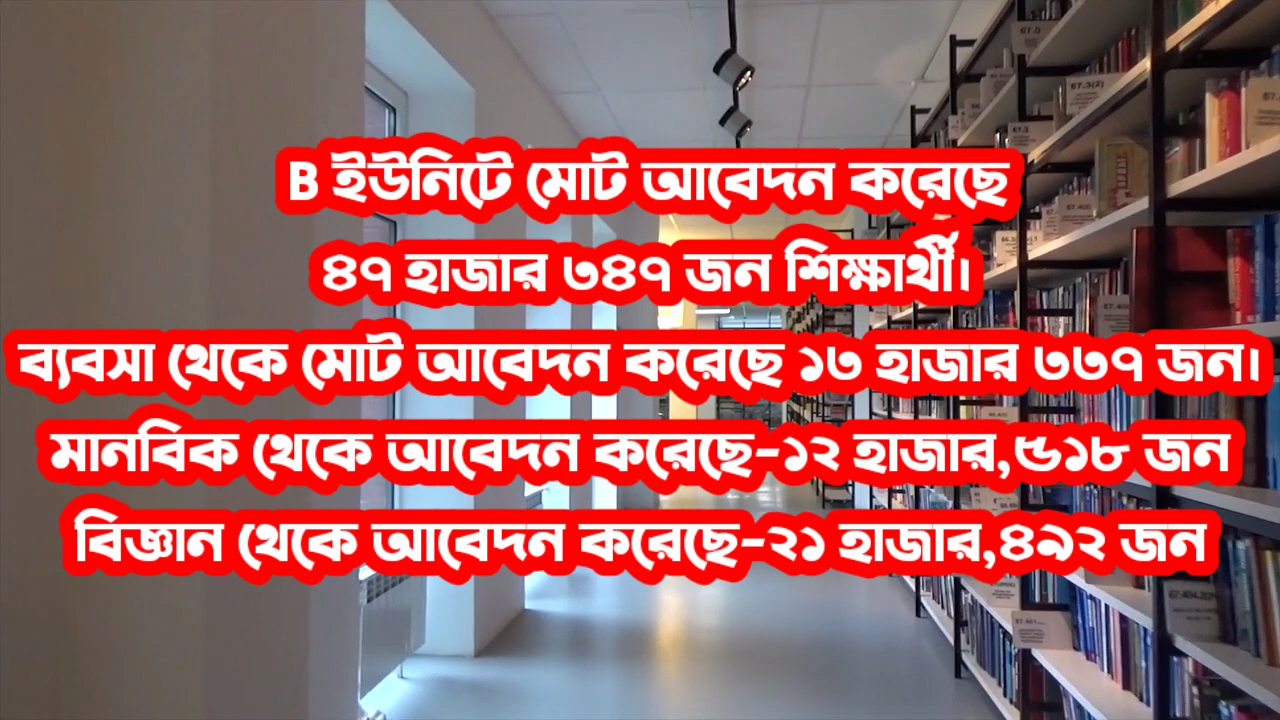 B ইউনিটে মোট আবেদন করেছে
৪৭ হাজার ৩৪৭ জন শিক্ষার্থী।
ব্যবসা থেকে মোট আবেদন করেছে ১৩ হাজার ৩৩৭ জন।
মানবিক থেকে আবেদন করেছে-১২ হাজার,৫১৮ জন
বিজ্ঞান থেকে আবেদন করেছে-২১ হাজার,৪৯২ জন